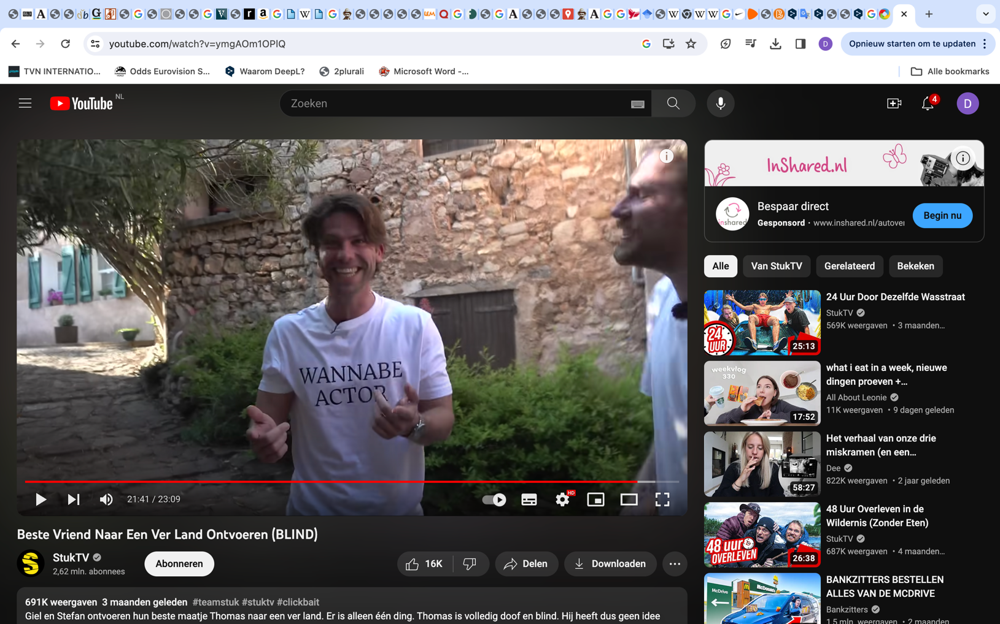 youtube.com/watch?v=ymgAOm1OPlQ
Opnieuw starten om te updaten
TVN INTERNATIO...
Odds Eurovision S...
Waarom DeepL?
2plurali
Microsoft Word -...
Alle bookmarks
YouTube NL
Zoeken
4
D
InShared.nl
inshared
Bespaar direct
Gesponsord · www.inshared.nl/autover
Begin nu
Alle
Van StukTV
Gerelateerd
Bekeken
WANNABE
ACTOR
21:41 / 23:09
HD
Beste Vriend Naar Een Ver Land Ontvoeren (BLIND)
StukTV
2,62 mln. abonnees
Abonneren
16K
Delen
Downloaden
691K weergaven 3 maanden geleden #teamstuk #stuktv #clickbait
Giel en Stefan ontvoeren hun beste maatje Thomas naar een ver land. Er is alleen één ding. Thomas is volledig doof en blind. Hij heeft dus geen idee
24 UUR
25:13
24 Uur Door Dezelfde Wasstraat
StukTV
569K weergaven • 3 maanden...
weekvlog
330
17:52
what i eat in a week, nieuwe
dingen proeven +...
All About Leonie
11K weergaven • 9 dagen geleden
58:27
Het verhaal van onze drie
miskramen (en een...
Dee
822K weergaven • 2 jaar geleden
48 uur
OVERLEVEN
26:38
48 Uur Overleven in de
Wildernis (Zonder Eten)
StukTV
687K weergaven • 4 maanden...
McDrive
McDonald's
BANKZITTERS BESTELLEN
ALLES VAN DE MCDRIVE
Bankzitters
1,5 mln. weergaven • 2 maanden